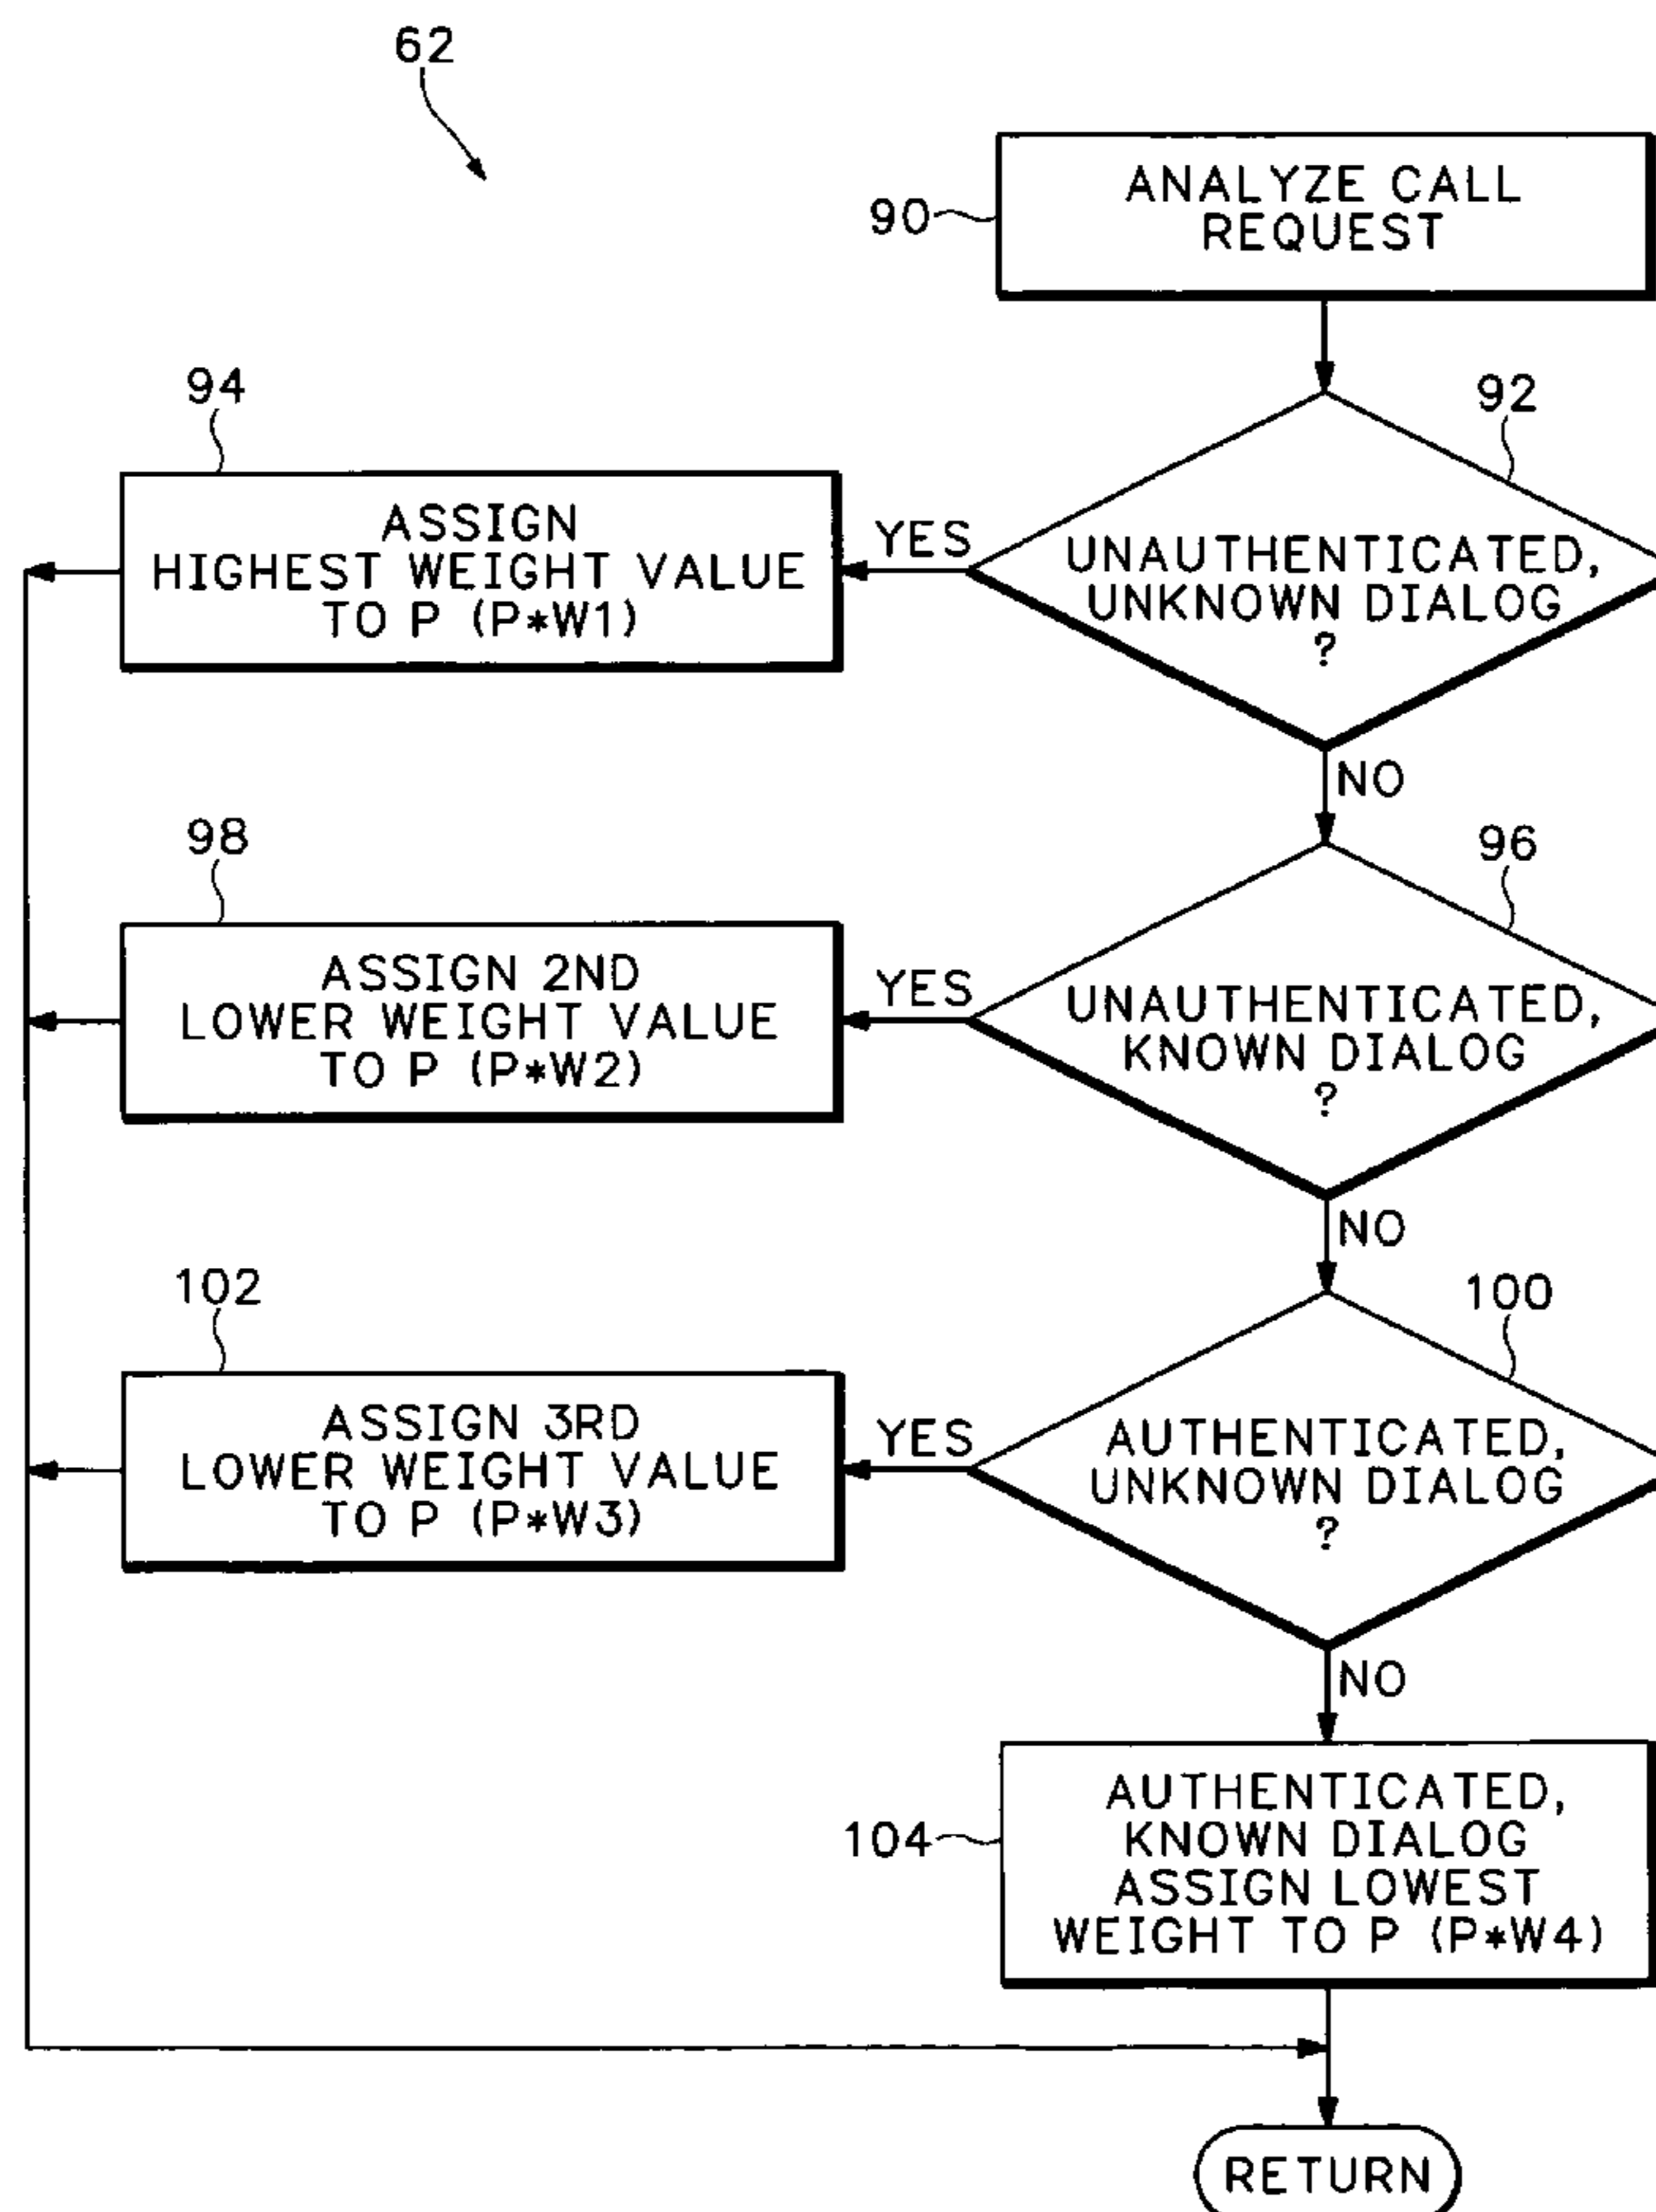 62
90
ANALYZE CALL
REQUEST
92
UNAUTHENTICATED,
UNKNOWN DIALOG
?
YES
94
ASSIGN
HIGHEST WEIGHT VALUE
TO P (P*W1)
NO
96
UNAUTHENTICATED,
KNOWN DIALOG
?
YES
98
ASSIGN 2ND
LOWER WEIGHT VALUE
TO P (P*W2)
NO
100
AUTHENTICATED,
UNKNOWN DIALOG
?
YES
102
ASSIGN 3RD
LOWER WEIGHT VALUE
TO P (P*W3)
NO
104
AUTHENTICATED,
KNOWN DIALOG
ASSIGN LOWEST
WEIGHT TO P (P*W4)
RETURN